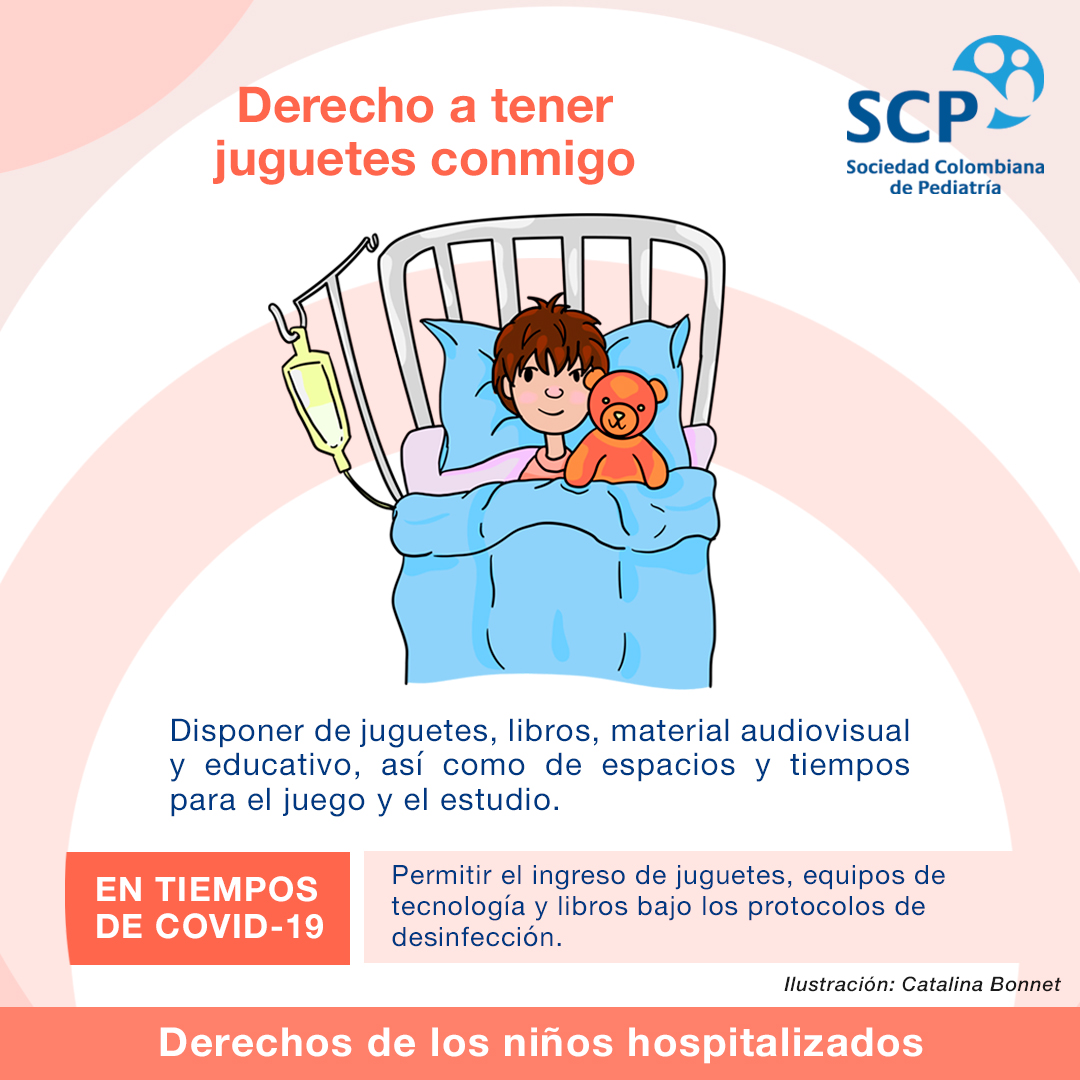 Derecho a tener
juguetes conmigo
SCP
Sociedad Colombiana
de Pediatría
Disponer de juguetes, libros, material audiovisual
y educativo, así como de espacios y tiempos
para el juego y el estudio.
EN TIEMPOS
DE COVID-19
Permitir el ingreso de juguetes, equipos de
tecnología y libros bajo los protocolos de
desinfección.
Ilustración: Catalina Bonnet
Derechos de los niños hospitalizados